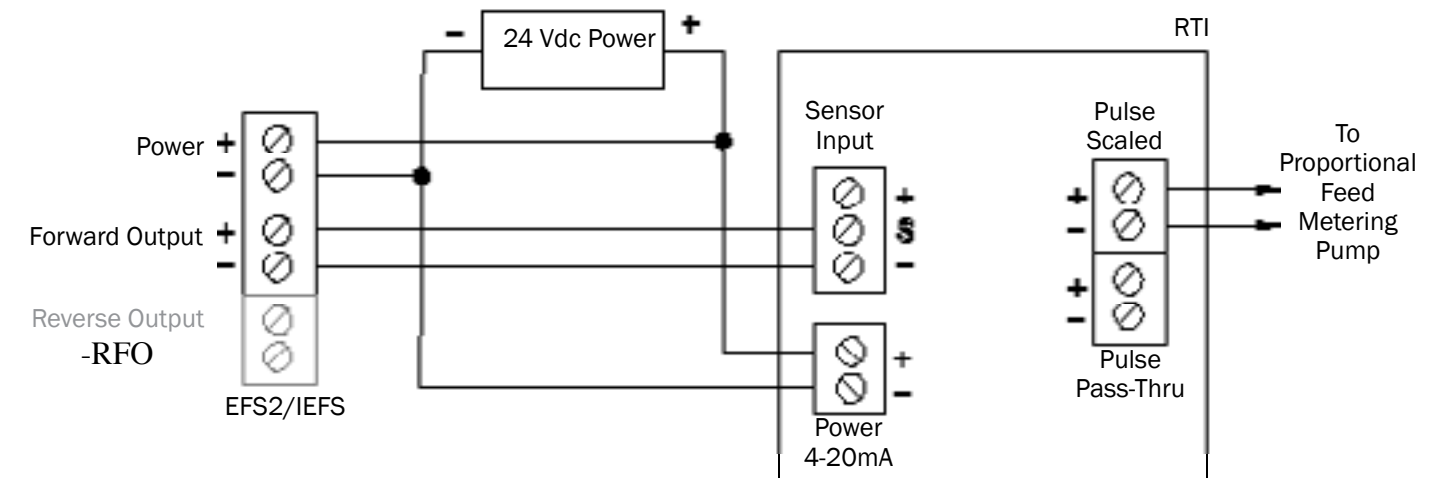 24 Vdc Power
-
+
RTI
Power
+
-
Forward Output
+
-
Reverse Output
-RFO
EFS2/IEFS
Sensor
Input
+
S
-
+
-
Power
4-20mA
Pulse
Scaled
+
-
+
-
Pulse
Pass-Thru
To
Proportional
Feed
Metering
Pump